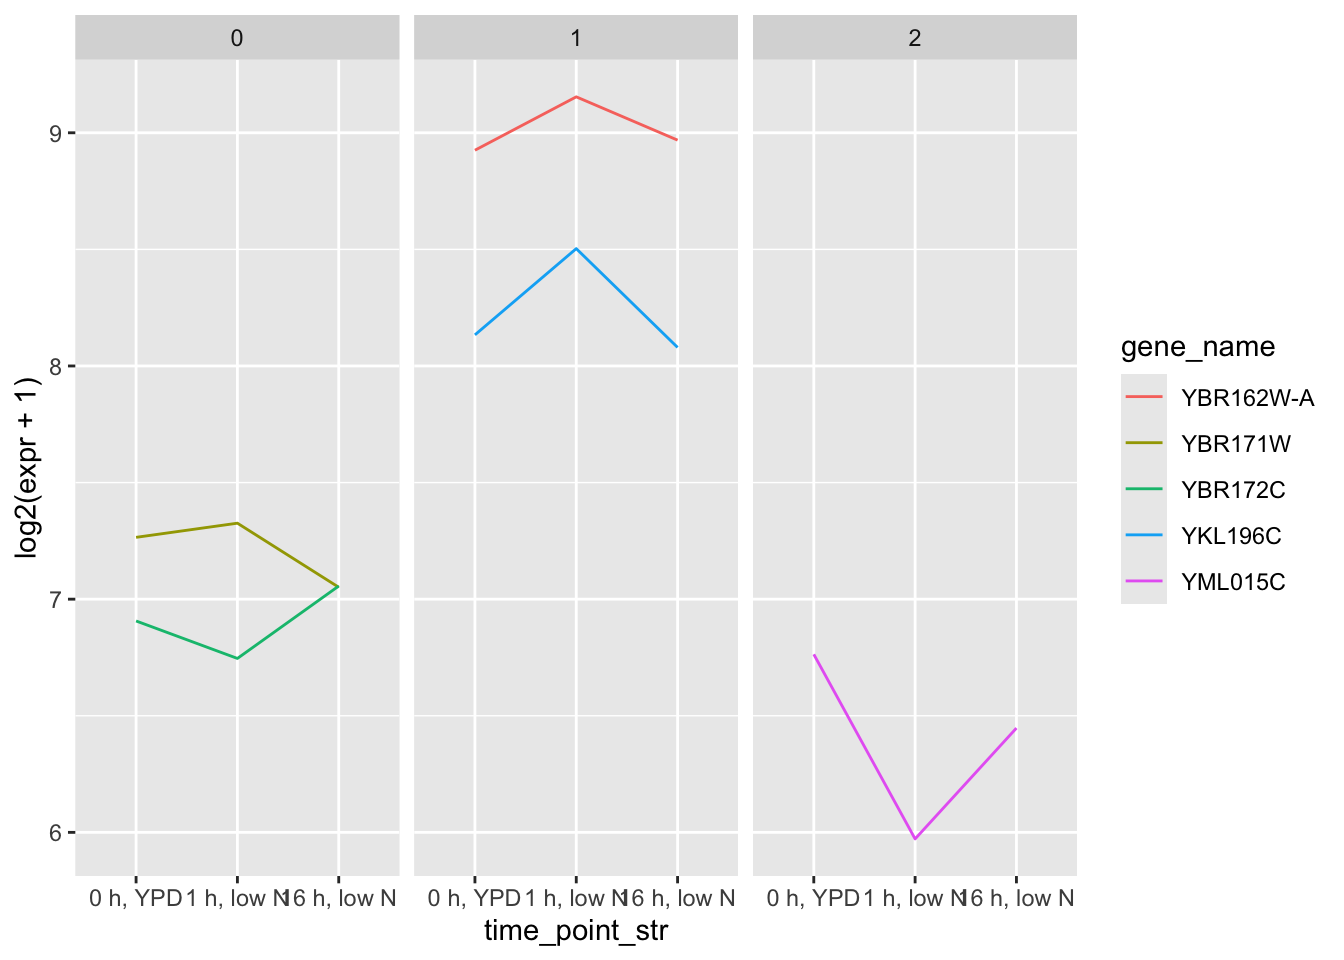 0 1 2
9
8
7
6
log2(expr + 1)
0 h, YPD 1 h, low N 16 h, low N 0 h, YPD 1 h, low N 16 h, low N 0 h, YPD 1 h, low N 16 h, low N
time_point_str
gene_name
YBR162W-A
YBR171W
YBR172C
YKL196C
YML015C